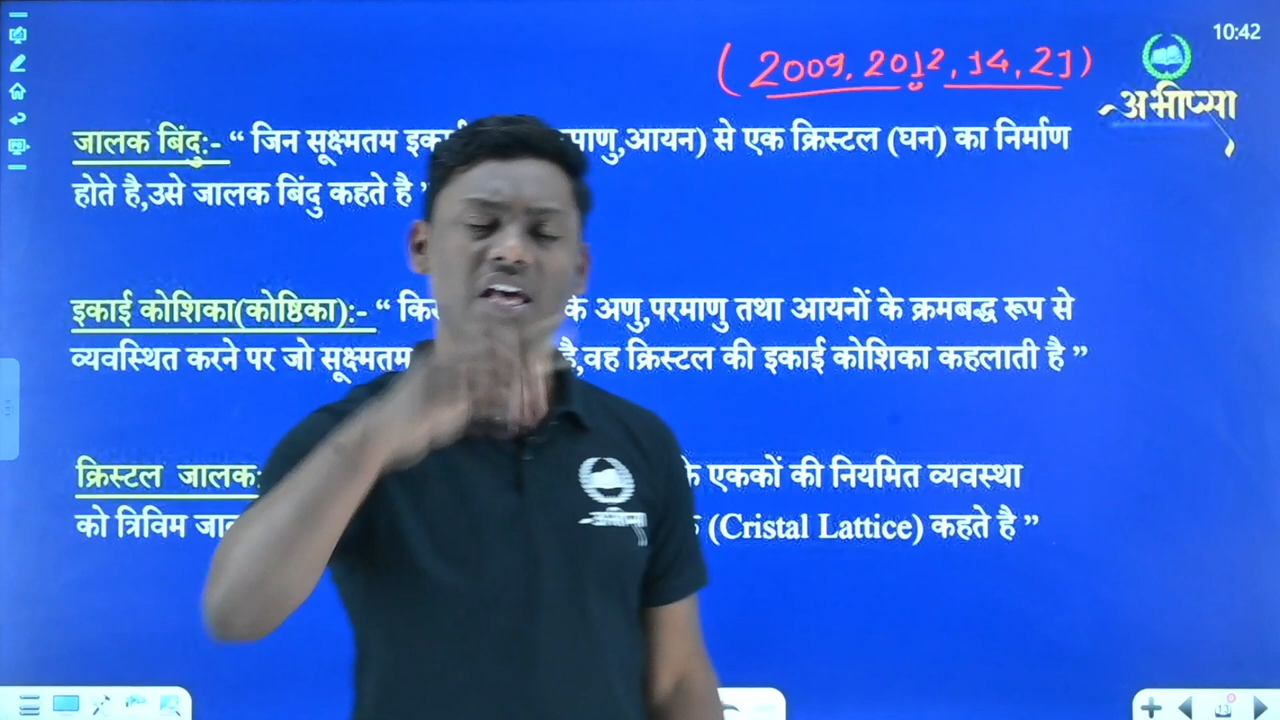 10:42
(2009, 2012, 14, 21)
अभीप्सा
जालक बिंदु:- “ जिन सूक्ष्मतम आयन) से एक क्रिस्टल (घन) का निर्माण
होते है,उसे जालक बिंदु कहते है ”
इकाई कोशिका(कोष्ठिका):- “ के अणु,परमाणु तथा आयनों के क्रमबद्ध रूप से
व्यवस्थित करने पर जो सूक्ष्मतम है,वह क्रिस्टल की इकाई कोशिका कहलाती है ”
क्रिस्टल जालक: के एककों की नियमित व्यवस्था
को त्रिविम (Cristal Lattice) कहते है ”
अभीप्सा